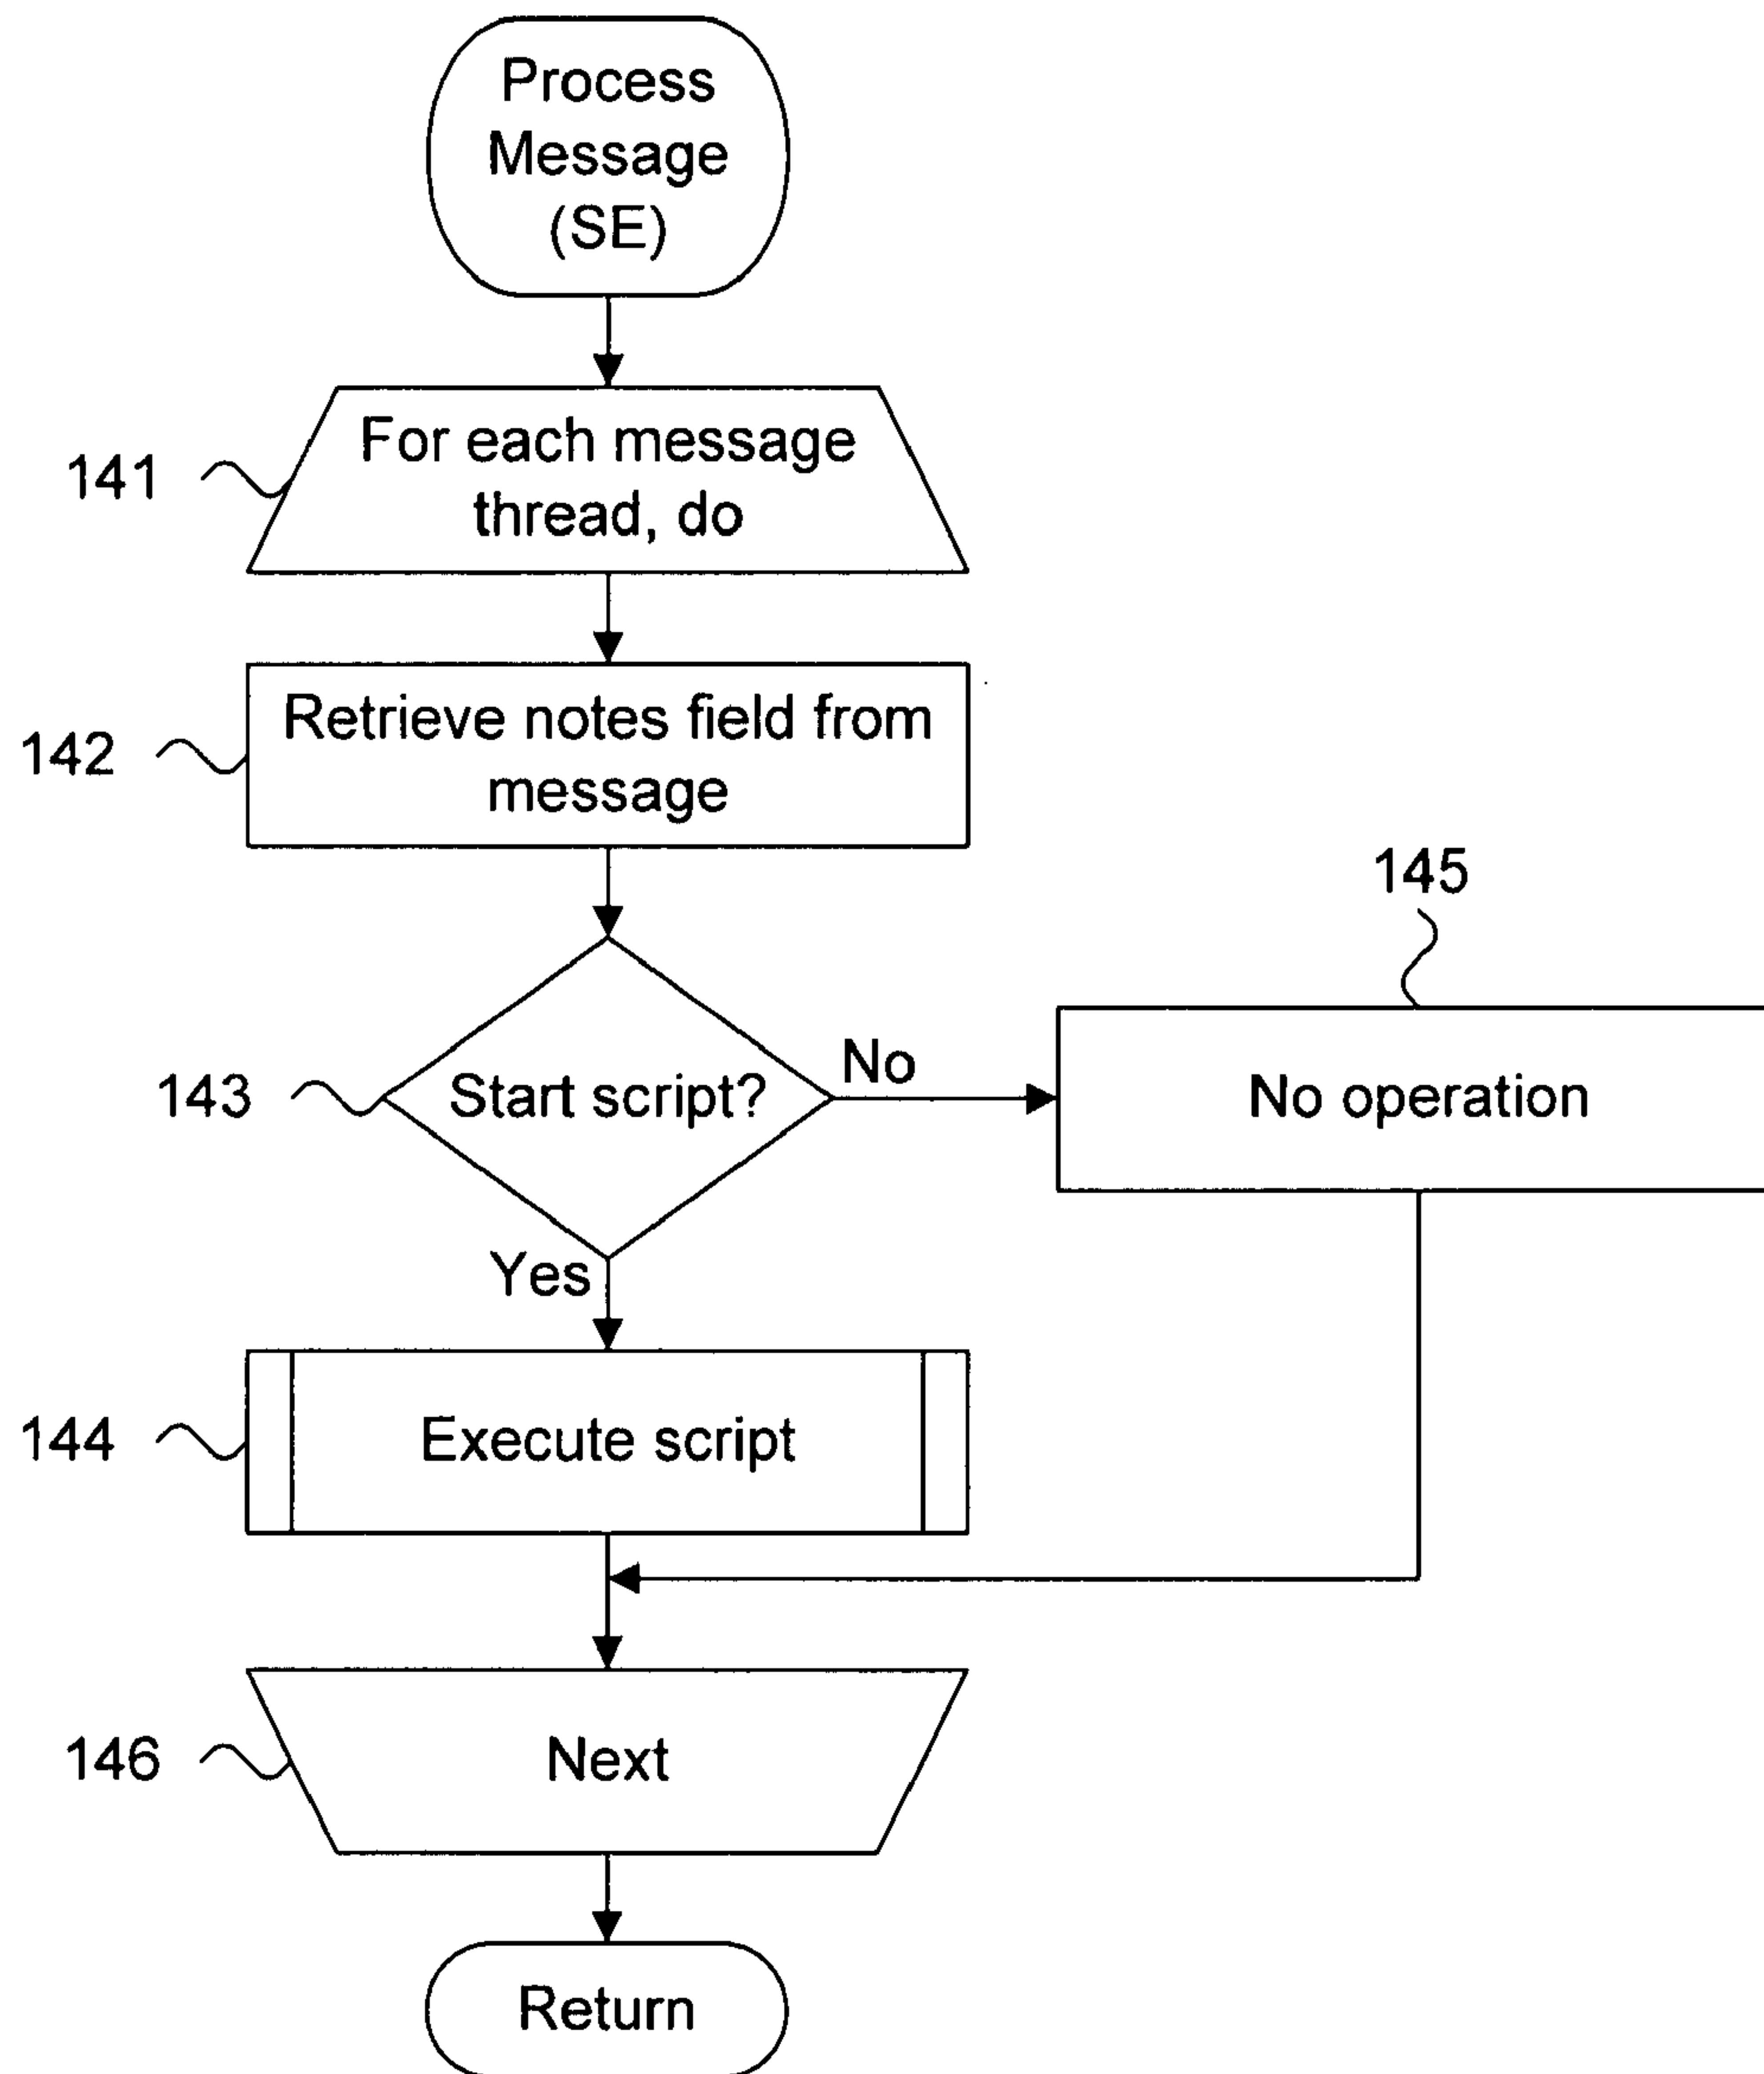 Process
Message
(SE)
141
For each message
thread, do
142
Retrieve notes field from
message
143
Start script?
No
145
No operation
Yes
144
Execute script
146
Next
Return